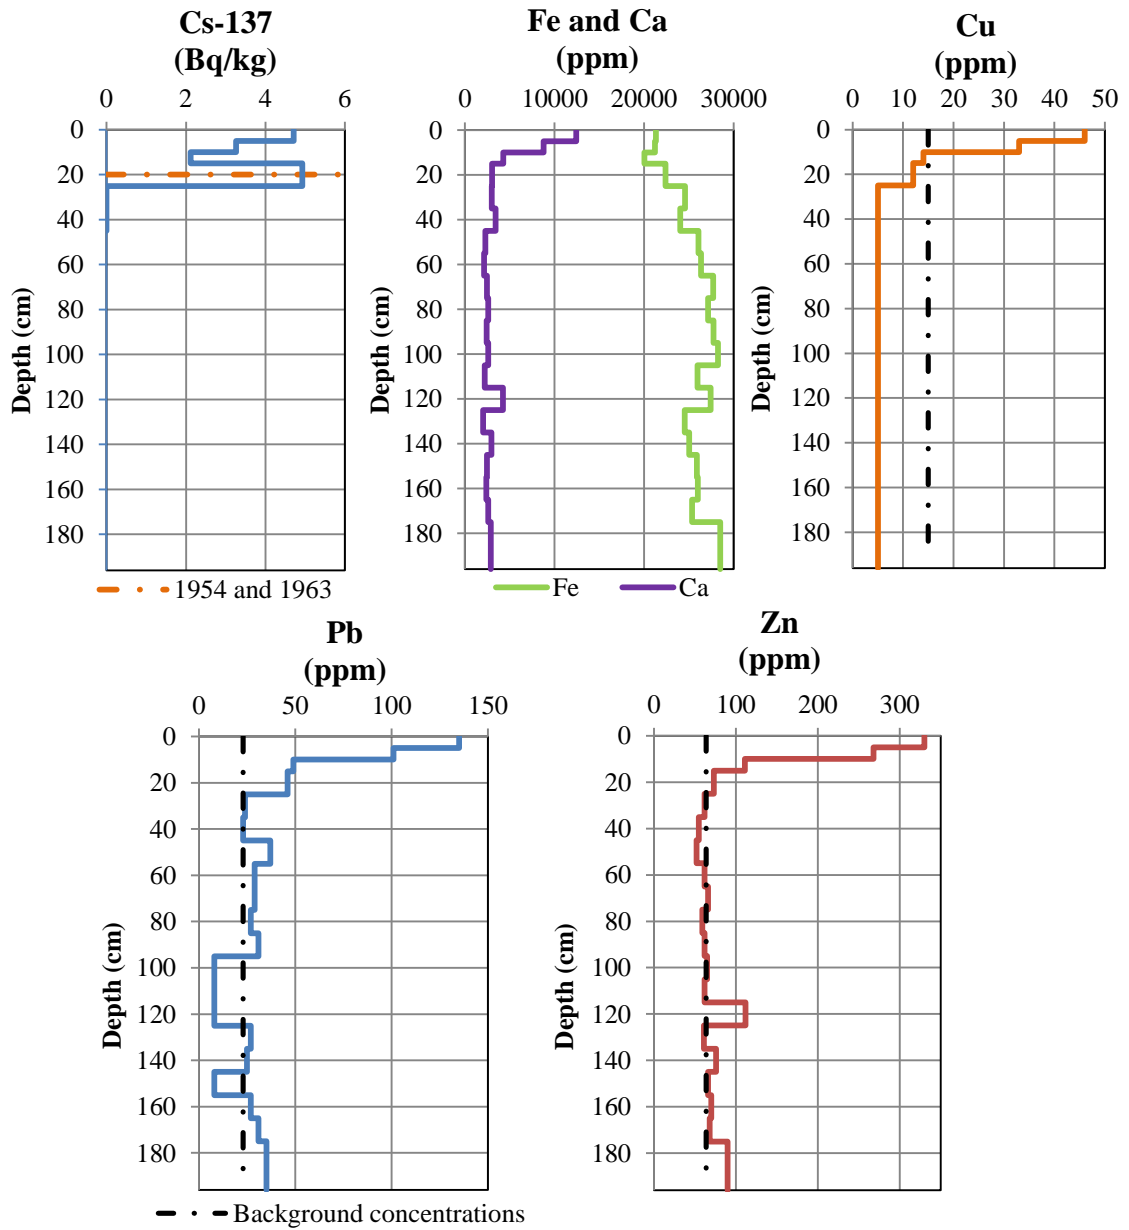 Cs-137
(Bq/kg)
0 2 4 6
0
20
40
60
80
100
120
140
160
180
Depth (cm)
1954 and 1963
Fe and Ca
(ppm)
0 10000 20000 30000
0
20
40
60
80
100
120
140
160
180
Depth (cm)
Fe Ca
Cu
(ppm)
0 10 20 30 40 50
0
20
40
60
80
100
120
140
160
180
Depth (cm)
Pb
(ppm)
0 50 100 150
0
20
40
60
80
100
120
140
160
180
Depth (cm)
Background concentrations
Zn
(ppm)
0 100 200 300
0
20
40
60
80
100
120
140
160
180
Depth (cm)